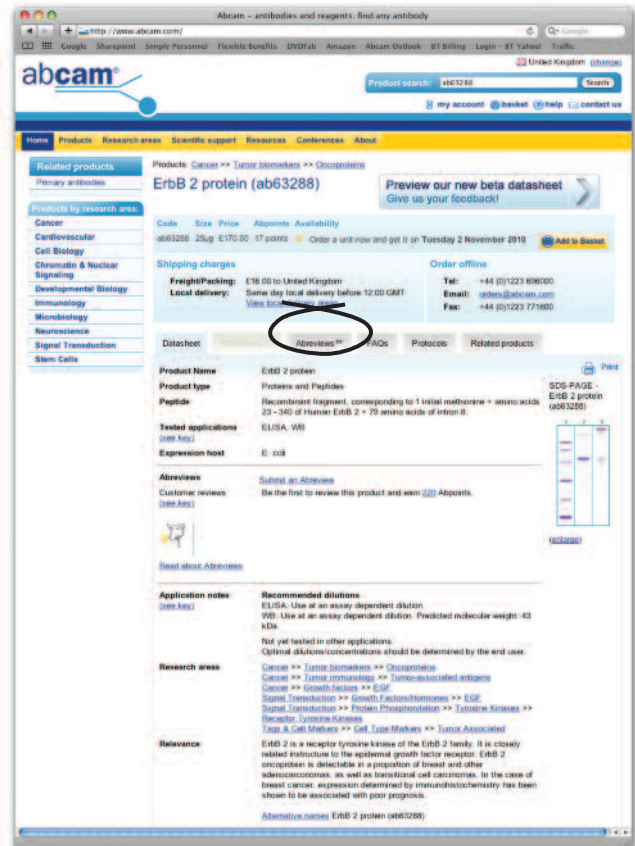 Abcam – antibodies and reagents, find any antibody
http://www.abcam.com/
Google
Google Sharepoint Simply Personnel Flexible Benefits DVDFab Amazon Abcam Outlook BT Billing Login - BT Yahoo! Traffic
United Kingdom (change)
abcam®
Product search: ab63288 Search
my account basket help contact us
Home Products Research areas Scientific support Resources Conferences About
Related products
Primary antibodies
Products by research area:
Cancer
Cardiovascular
Cell Biology
Chromatin & Nuclear
Signaling
Developmental Biology
Immunology
Microbiology
Neuroscience
Signal Transduction
Stem Cells
Products Cancer >> Tumor biomarkers >> Oncoproteins
ErbB 2 protein (ab63288)
Preview our new beta datasheet
Give us your feedback!
Code Size Price Abpoints Availability
ab63288 25µg £170.00 17 points Order a unit now and get it on Tuesday 2 November 2010 Add to Basket
Shipping charges
Freight/Packing: £16.00 to United Kingdom
Local delivery: Same day local delivery before 12.00 GMT
View local delivery areas
Order offline
Tel: +44 (0)1223 696000
Email: orders@abcam.com
Fax: +44 (0)1223 771600
Datasheet Abreviews FAQs Protocols Related products
Print
Product Name ErbB 2 protein
Product type Proteins and Peptides
Peptide Recombinant fragment, corresponding to 1 initial methionine + amino acids
23 - 340 of Human ErbB 2 + 79 amino acids of intron 8.
Tested applications ELISA, WB
(see key)
Expression host E. coli
SDS-PAGE -
ErbB 2 protein
(ab63288)
1 2 3
(enlarge)
Abreviews Submit an Abreview
Customer reviews Be the first to review this product and earn 220 Abpoints.
(see key)
Read about Abreviews
Application notes Recommended dilutions
(see key) ELISA: Use at an assay dependent dilution.
WB: Use at an assay dependent dilution. Predicted molecular weight: 43
kDa.
Not yet tested in other applications.
Optimal dilutions/concentrations should be determined by the end user.
Research areas Cancer >> Tumor biomarkers >> Oncoproteins
Cancer >> Tumor immunology >> Tumor-associated antigens
Cancer >> Growth factors >> EGF
Signal Transduction >> Growth Factors/Hormones >> EGF
Signal Transduction >> Protein Phosphorylation >> Tyrosine Kinases >>
Receptor Tyrosine Kinases
Tags & Cell Markers >> Cell Type Markers >> Tumor Associated
Relevance ErbB 2 is a receptor tyrosine kinase of the ErbB 2 family. It is closely
related instructure to the epidermal growth factor receptor. ErbB 2
oncoprotein is detectable in a proportion of breast and other
adenocarconomas, as well as transitional cell carcinomas. In the case of
breast cancer, expression determined by immunohistochemistry has been
shown to be associated with poor prognosis.
Alternative names ErbB 2 protein (ab63288)